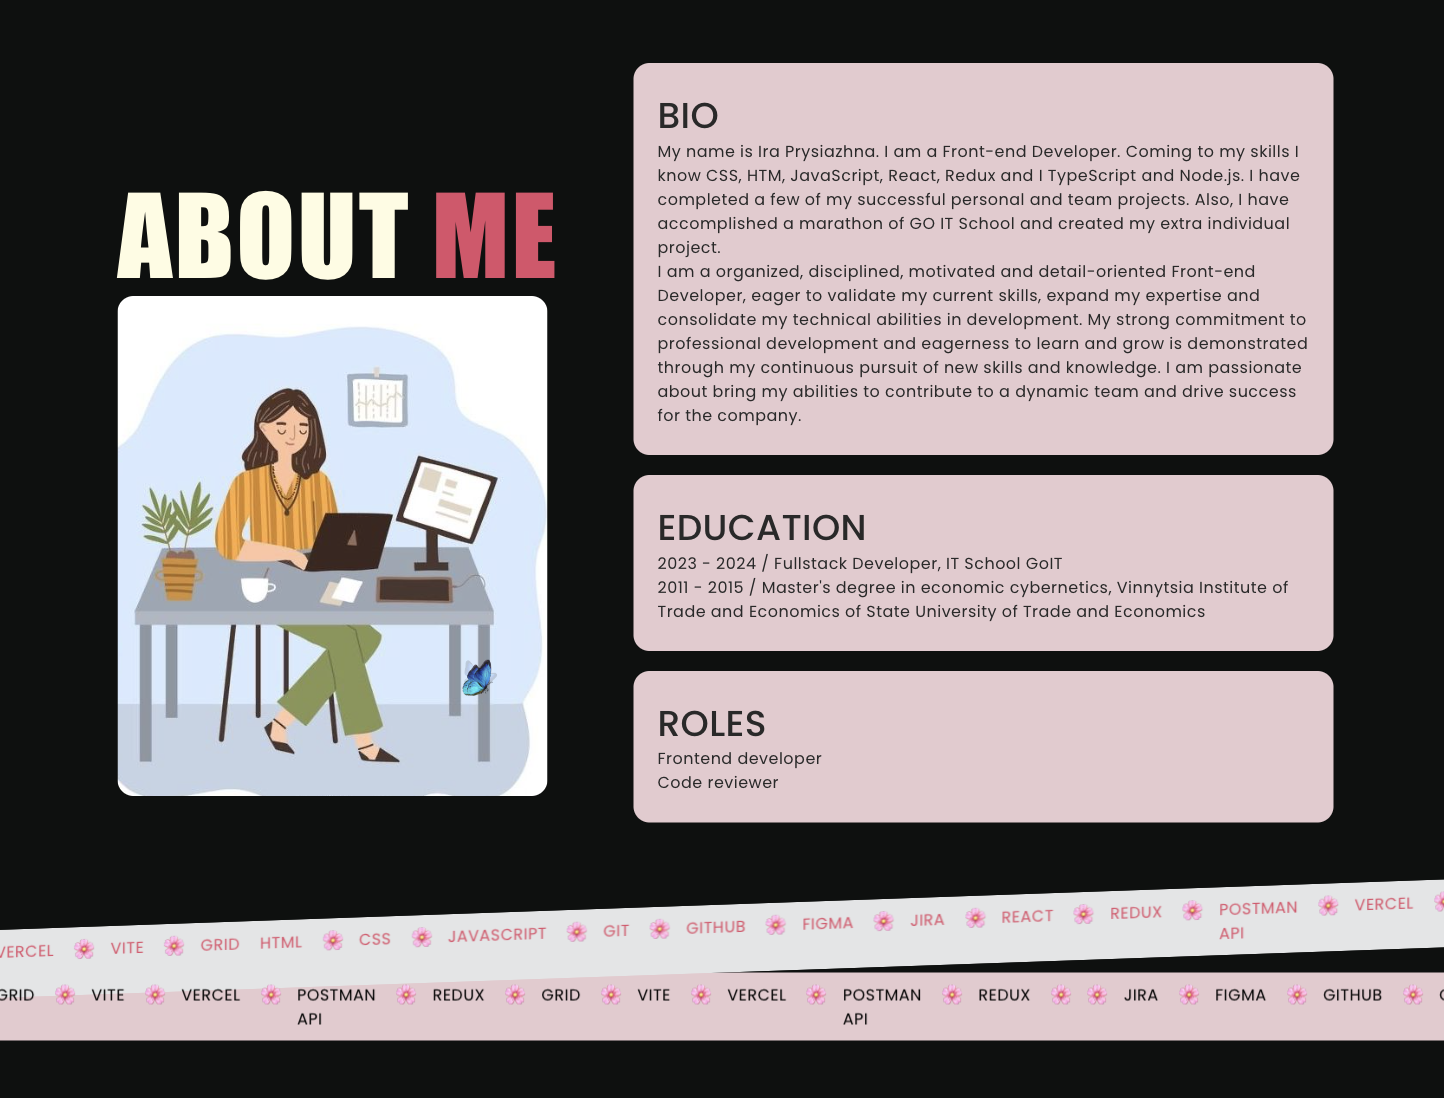 ABOUT ME
BIO
My name is Ira Prysiazhna. I am a Front-end Developer. Coming to my skills I
know CSS, HTM, JavaScript, React, Redux and I TypeScript and Node.js. I have
completed a few of my successful personal and team projects. Also, I have
accomplished a marathon of GO IT School and created my extra individual
project.
I am a organized, disciplined, motivated and detail-oriented Front-end
Developer, eager to validate my current skills, expand my expertise and
consolidate my technical abilities in development. My strong commitment to
professional development and eagerness to learn and grow is demonstrated
through my continuous pursuit of new skills and knowledge. I am passionate
about bring my abilities to contribute to a dynamic team and drive success
for the company.
EDUCATION
2023 - 2024 / Fullstack Developer, IT School GoIT
2011 - 2015 / Master's degree in economic cybernetics, Vinnytsia Institute of
Trade and Economics of State University of Trade and Economics
ROLES
Frontend developer
Code reviewer
VERCEL VITE GRID HTML CSS JAVASCRIPT GIT GITHUB FIGMA JIRA REACT REDUX POSTMAN VERCEL
API
GRID VITE VERCEL POSTMAN REDUX GRID VITE VERCEL POSTMAN REDUX JIRA FIGMA GITHUB
API API